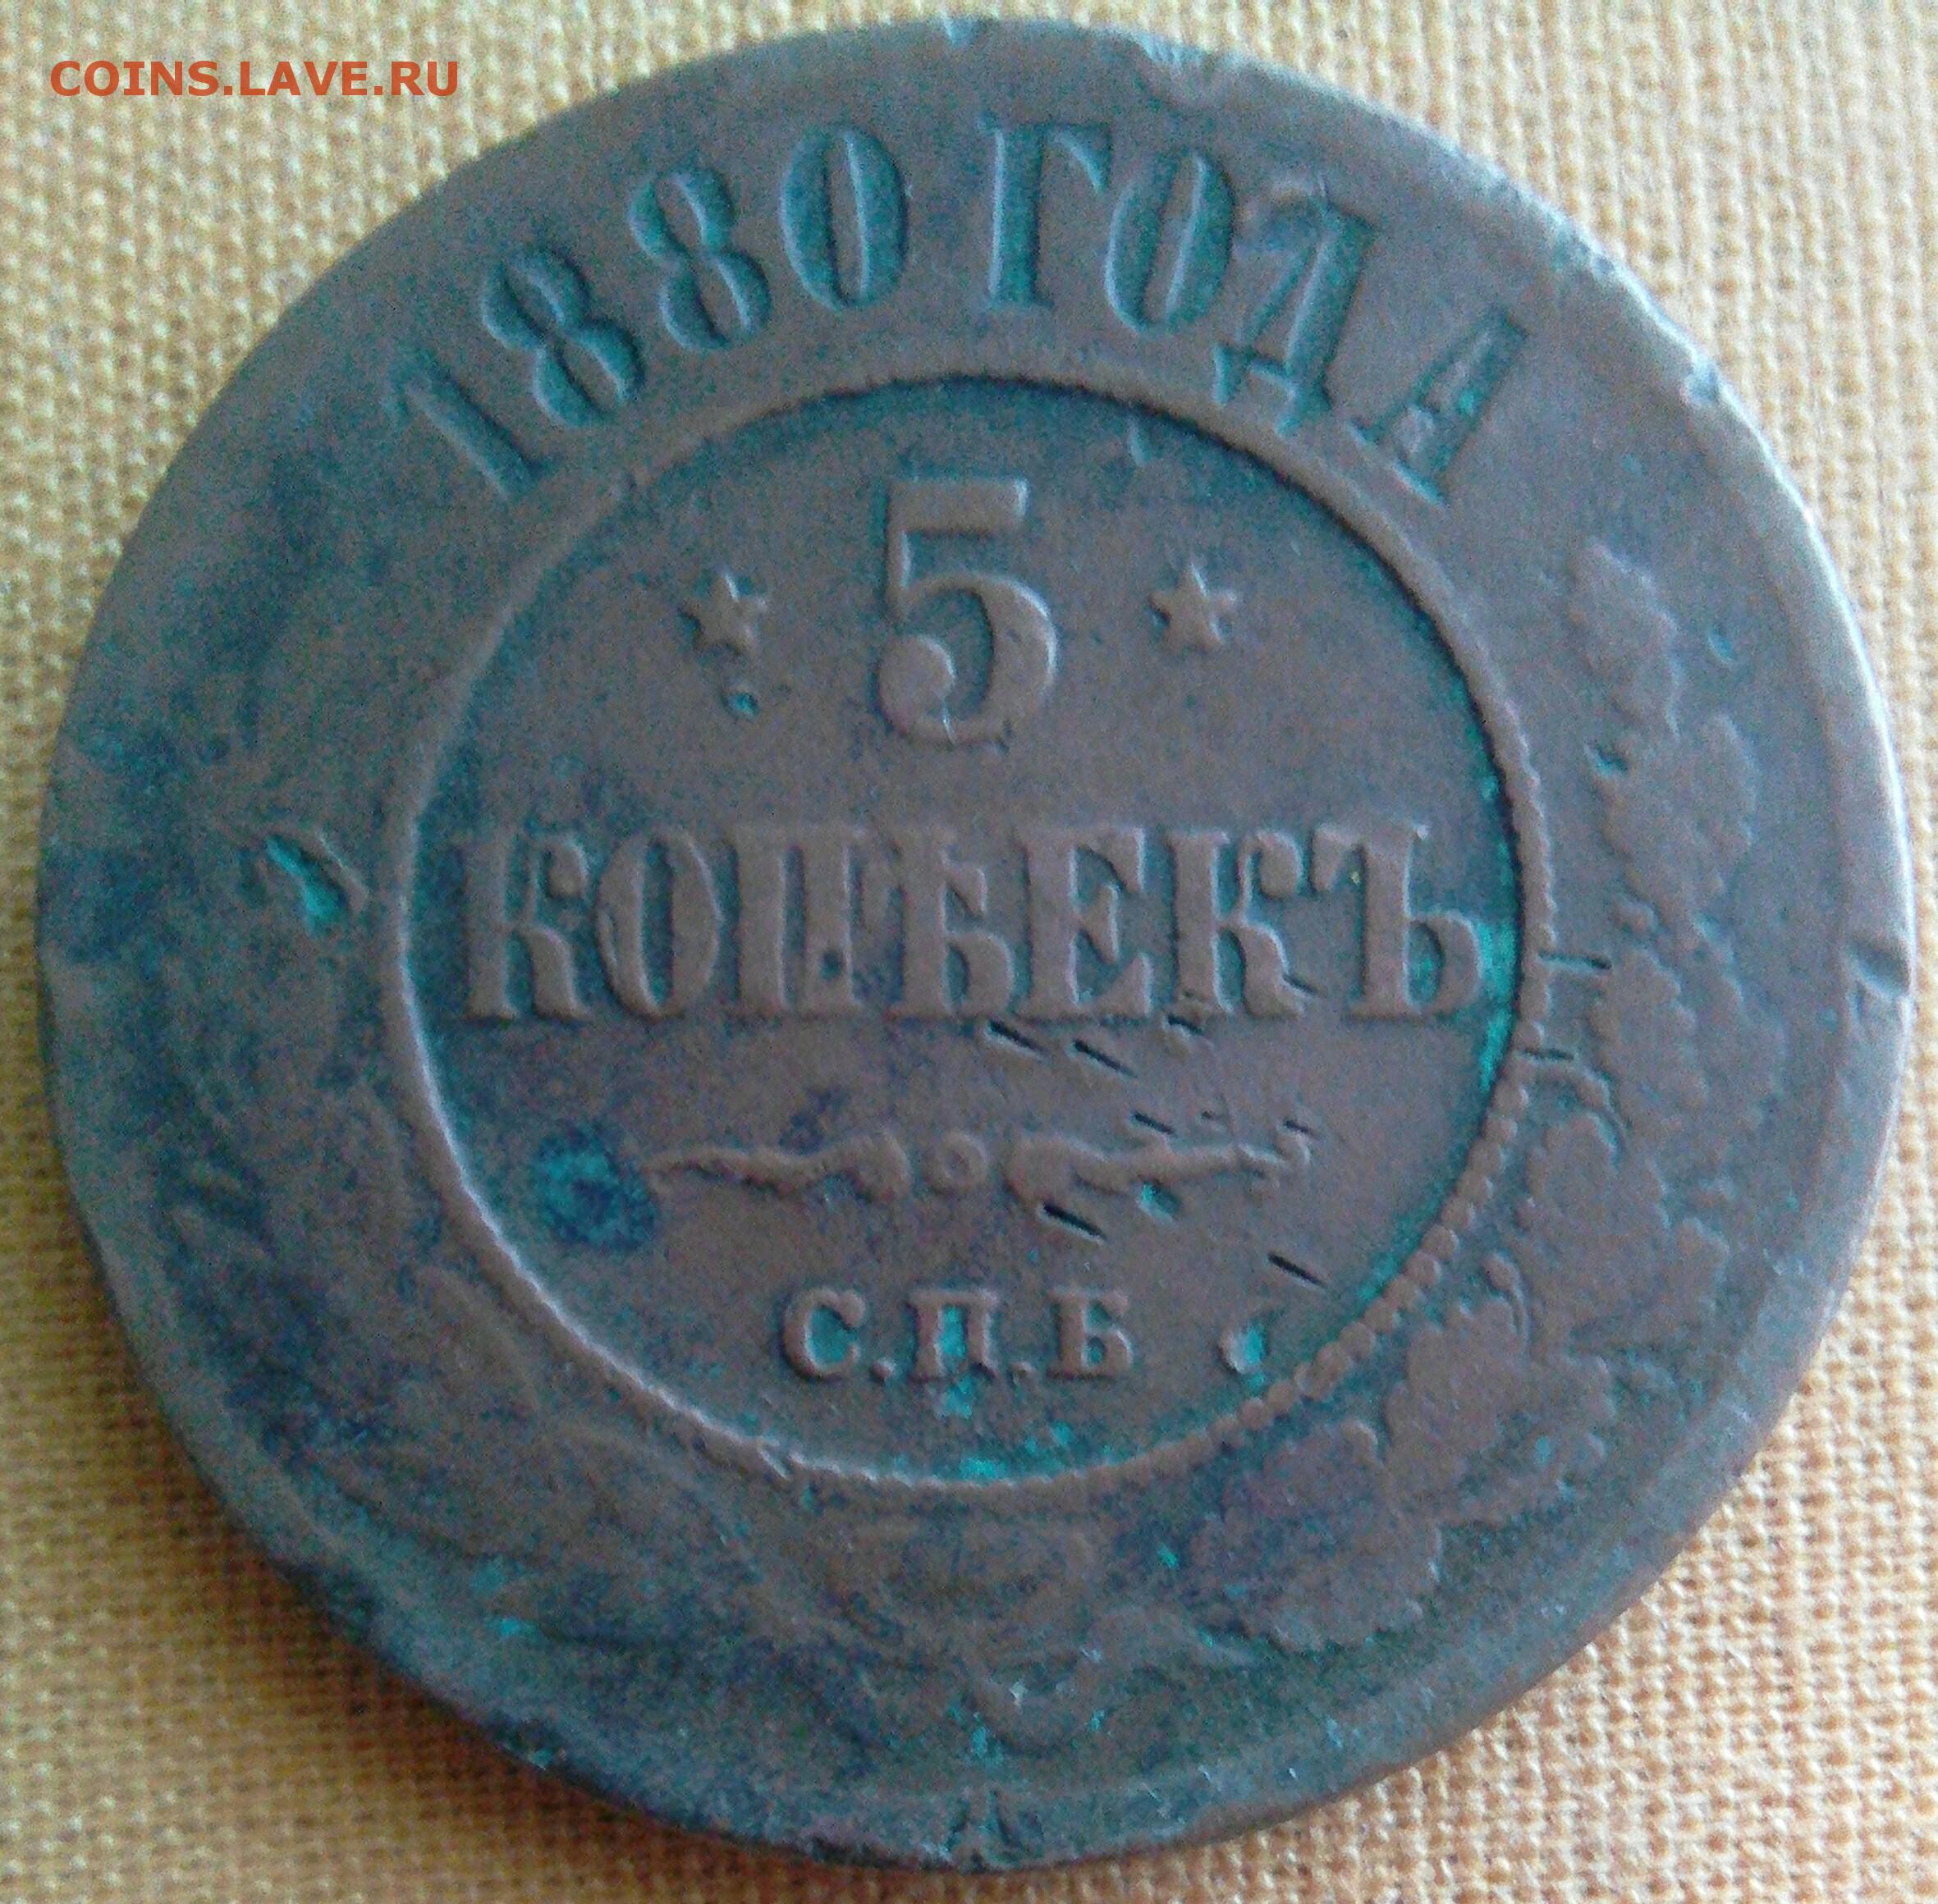 COINS.LAVE.RU
1880 ГОДА
5
КОПѢЕКЪ
С.П.Б